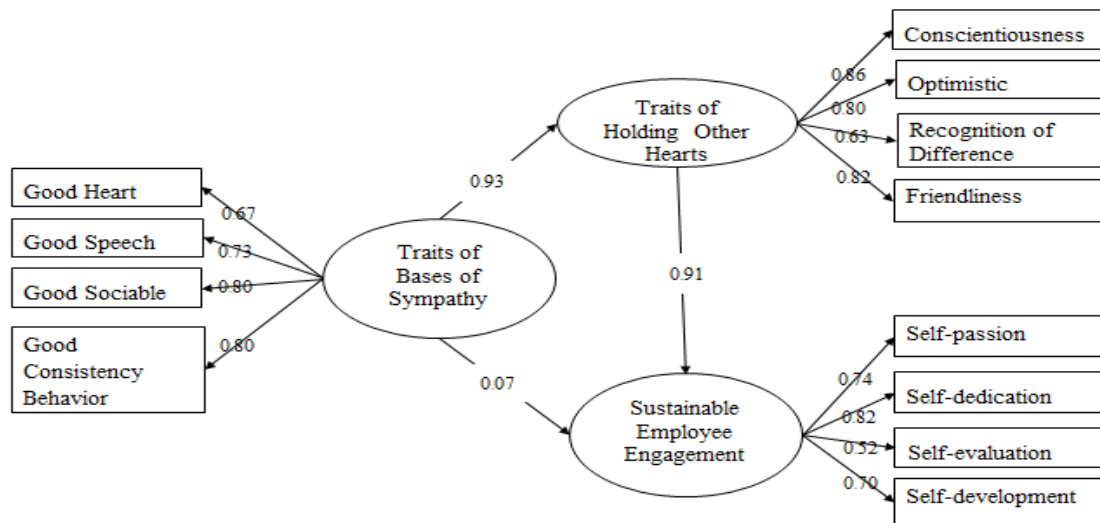 Conscientiousness
0.86
Optimistic
0.80
Traits of
Holding Other
Hearts
Recognition of
Difference
0.63
0.82
Friendliness
0.93
Good Heart
0.67
Good Speech
0.73
Good Sociable
0.80
Good
Consistency
Behavior
0.80
Traits of
Bases of
Sympathy
0.91
0.07
Self-passion
0.74
Self-dedication
0.82
Sustainable
Employee
Engagement
Self-evaluation
0.52
0.70
Self-development